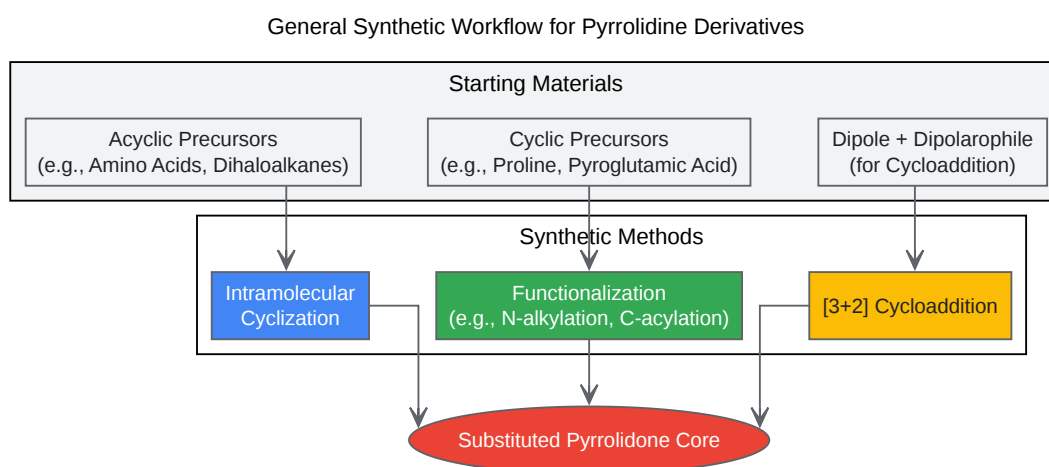 General Synthetic Workflow for Pyrrolidine Derivatives
Starting Materials
Acyclic Precursors
(e.g., Amino Acids, Dihaloalkanes)
Cyclic Precursors
(e.g., Proline, Pyroglutamic Acid)
Dipole + Dipolarophile
(for Cycloaddition)
Synthetic Methods
Intramolecular
Cyclization
Functionalization
(e.g., N-alkylation, C-acylation)
[3+2] Cycloaddition
Substituted Pyrrolidone Core